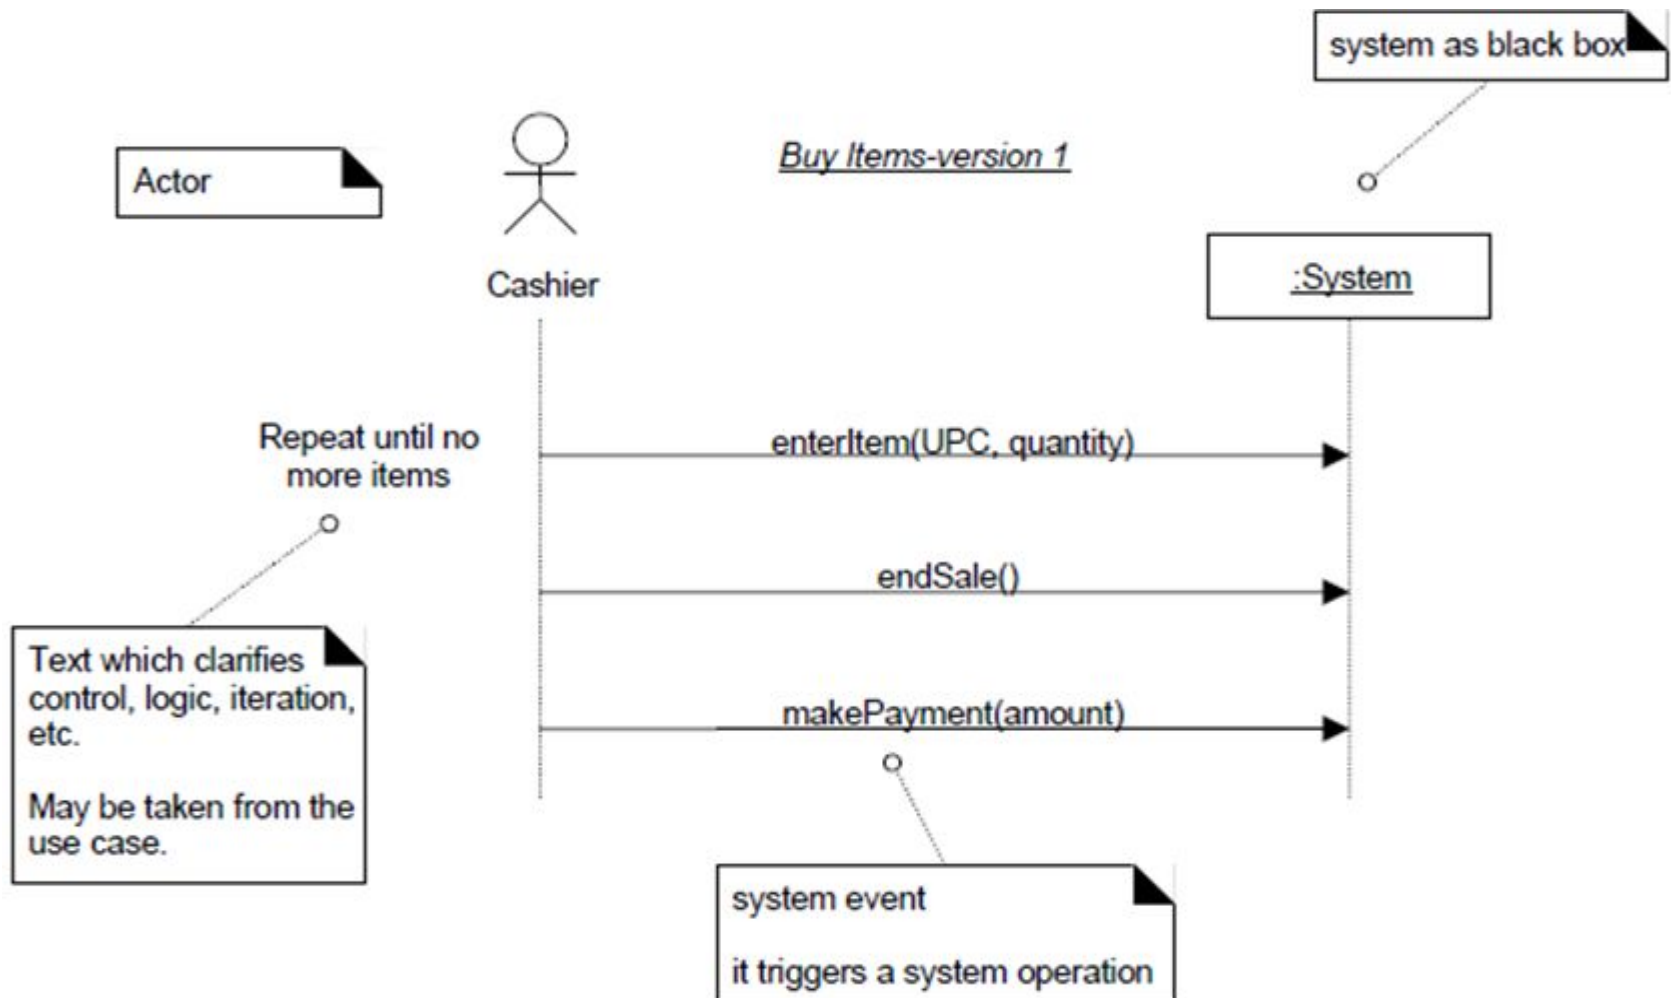 system as black box
Actor
Buy Items-version 1
Cashier
:System
Repeat until no
more items
enterItem(UPC, quantity)
endSale()
Text which clarifies
control, logic, iteration,
etc.
May be taken from the
use case.
makePayment(amount)
system event
it triggers a system operation